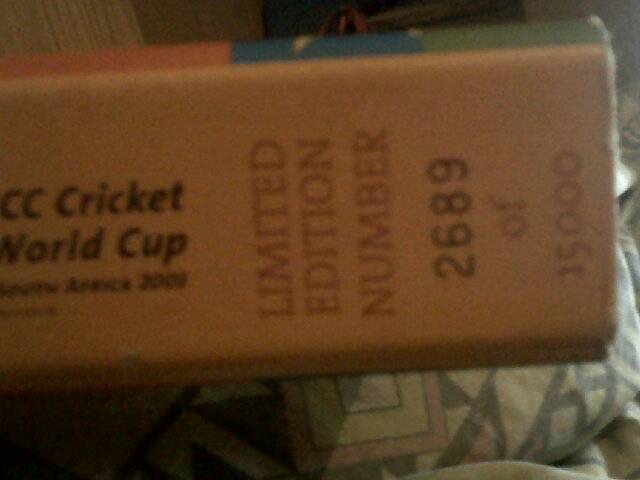 CC Cricket
World Cup
South Africa 2003
LIMITED
EDITION
NUMBER
2689
of
15000